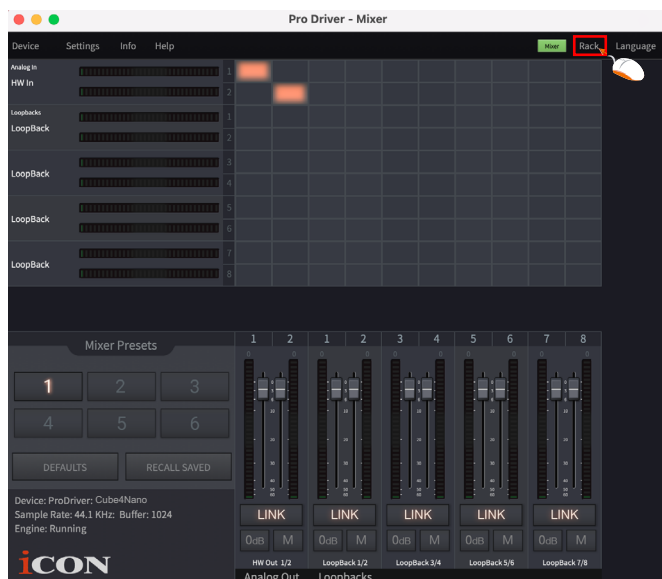 Pro Driver - Mixer
Device Settings Info Help Mixer Rack Language
Analog In
HW In
1
2
Loopbacks
LoopBack
1
2
LoopBack
3
4
LoopBack
5
6
LoopBack
7
8
Mixer Presets
1 2 3
4 5 6
DEFAULTS RECALL SAVED
Device: ProDriver: Cube4Nano
Sample Rate: 44.1 KHz: Buffer: 1024
Engine: Running
iCON
1 2 1 2 3 4 5 6 7 8
LINK LINK LINK LINK LINK
0dB M 0dB M 0dB M 0dB M 0dB M
HW Out 1/2 LoopBack 1/2 LoopBack 3/4 LoopBack 5/6 LoopBack 7/8
Analog Out Loopbacks